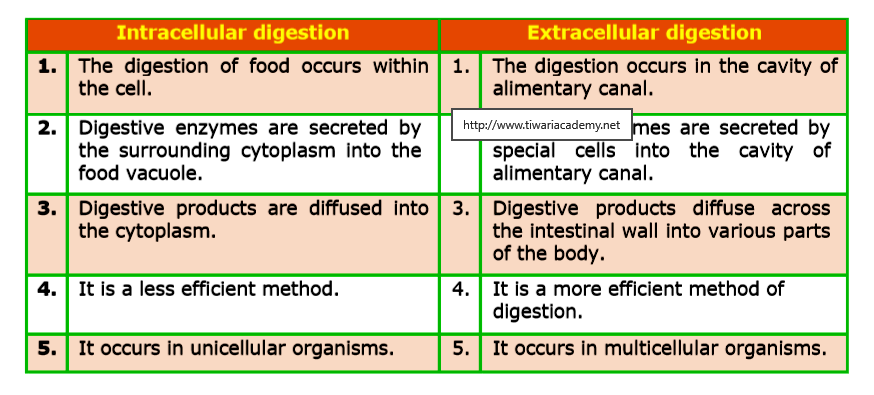 Intracellular digestion Extracellular digestion
1. The digestion of food occurs within
the cell.
1. The digestion occurs in the cavity of
alimentary canal.
2. Digestive enzymes are secreted by
the surrounding cytoplasm into the
food vacuole.
http://www.tiwariacademy.net
are secreted by
special cells into the cavity of
alimentary canal.
3. Digestive products are diffused into
the cytoplasm.
3. Digestive products diffuse across
the intestinal wall into various parts
of the body.
4. It is a less efficient method.
4. It is a more efficient method of
digestion.
5. It occurs in unicellular organisms.
5. It occurs in multicellular organisms.